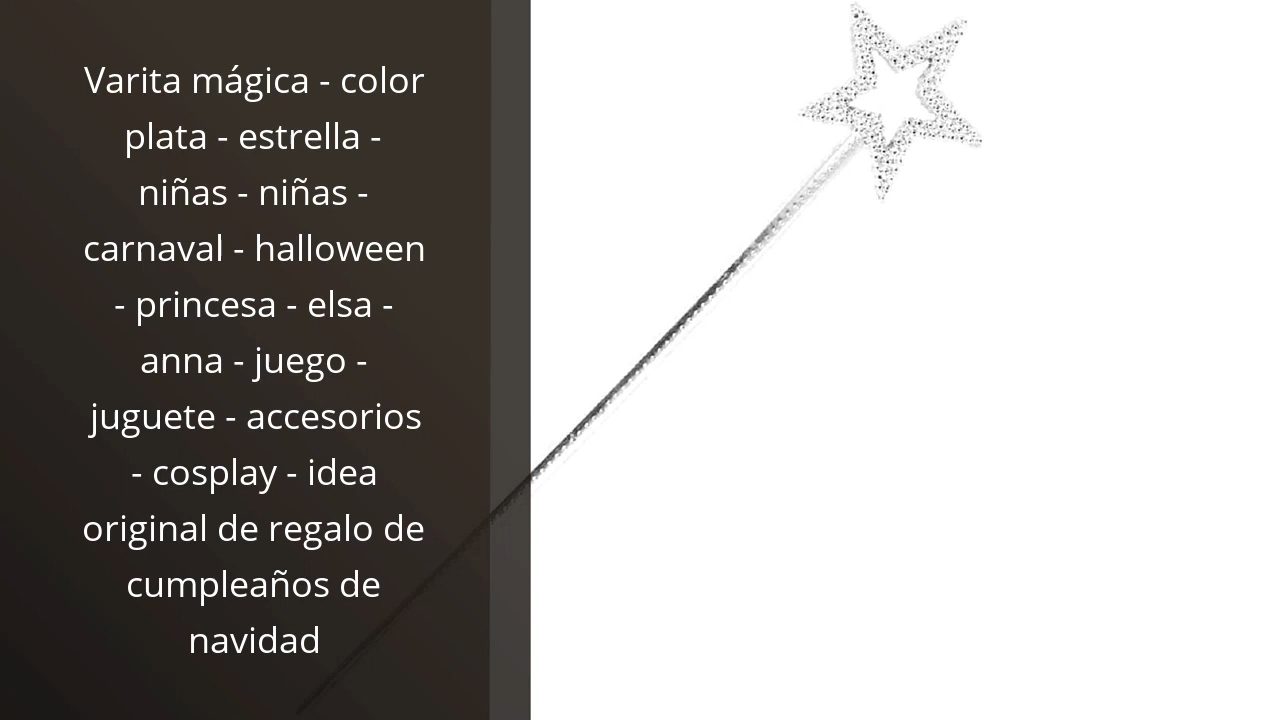 Varita mágica - color
plata - estrella -
niñas - niñas -
carnaval - halloween
- princesa - elsa -
anna - juego -
juguete - accesorios
- cosplay - idea
original de regalo de
cumpleaños de
navidad